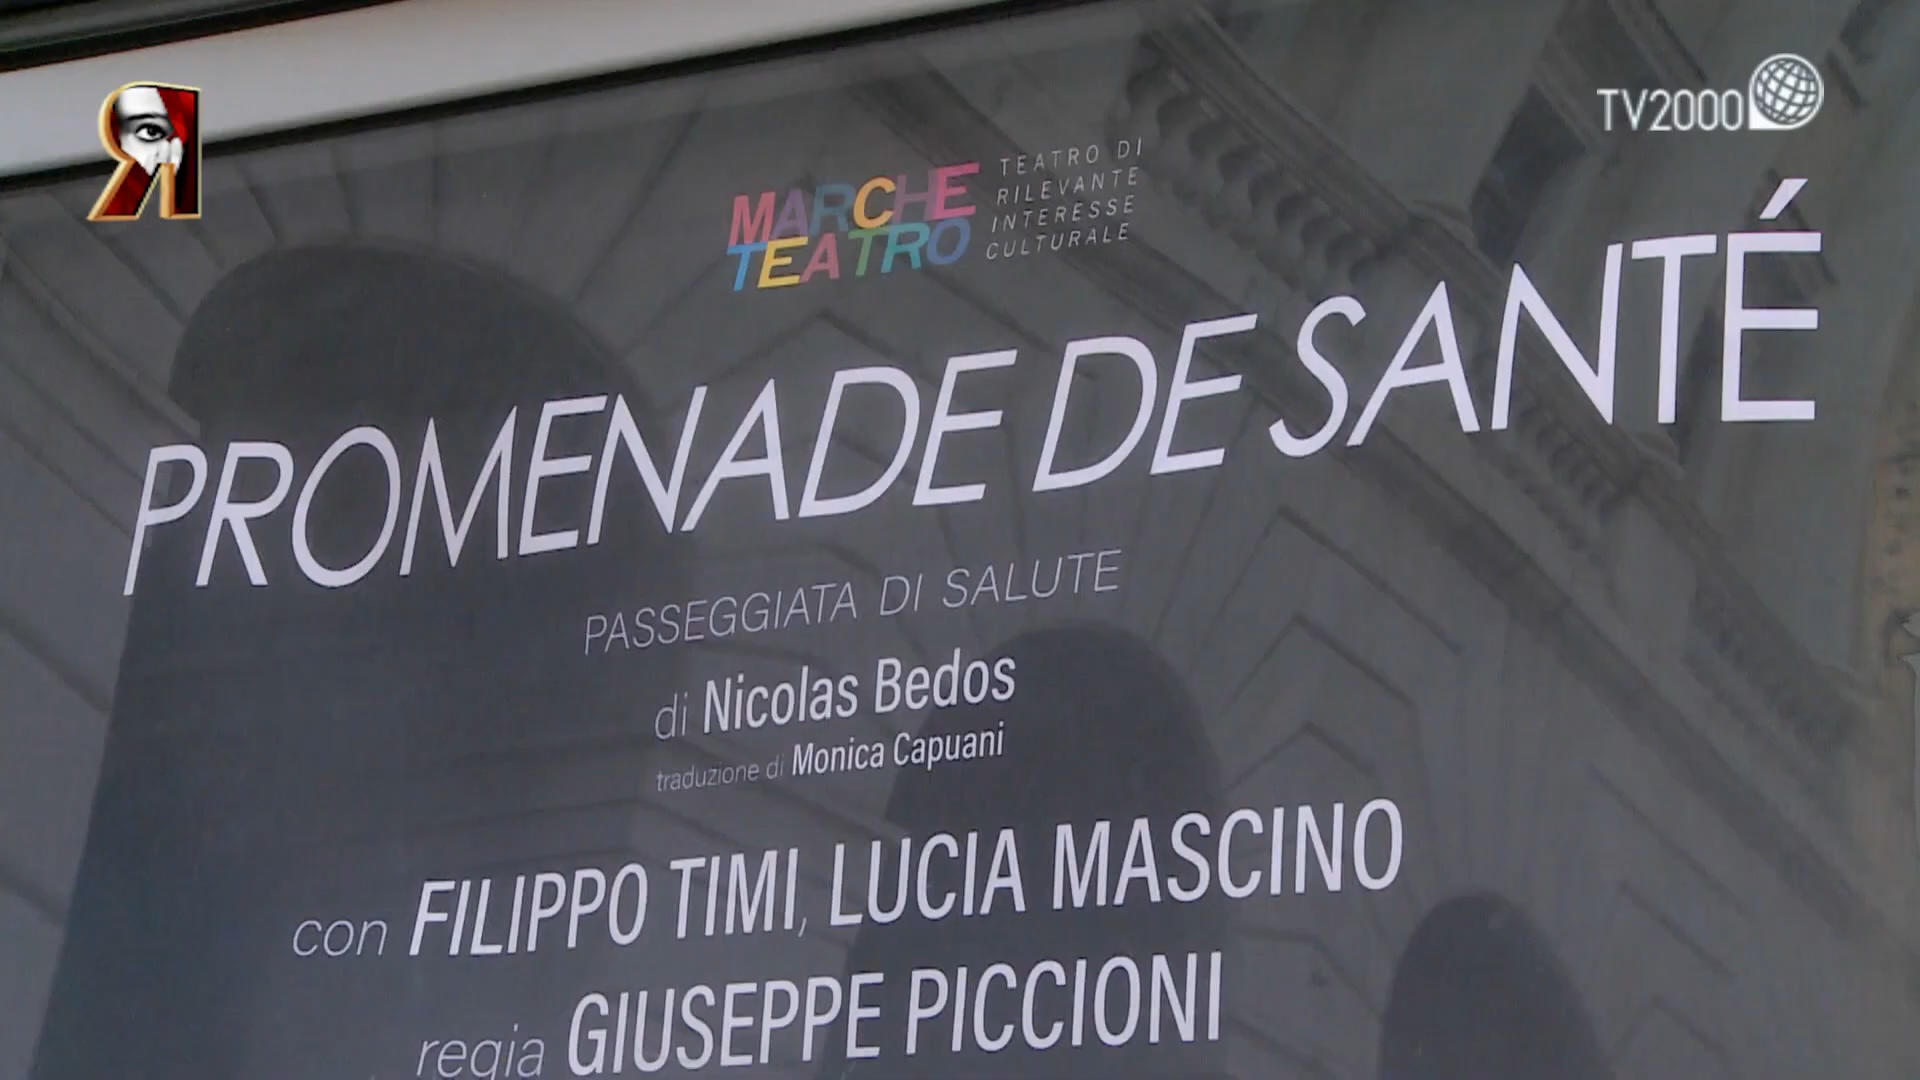 TV2000
MARCHE
TEATRO
TEATRO DI
RILEVANTE
INTERESSE
CULTURALE
PROMENADE DE SANTÉ
PASSEGGIATA DI SALUTE
di Nicolas Bedos
traduzione di Monica Capuani
con FILIPPO TIMI, LUCIA MASCINO
regia GIUSEPPE PICCIONI